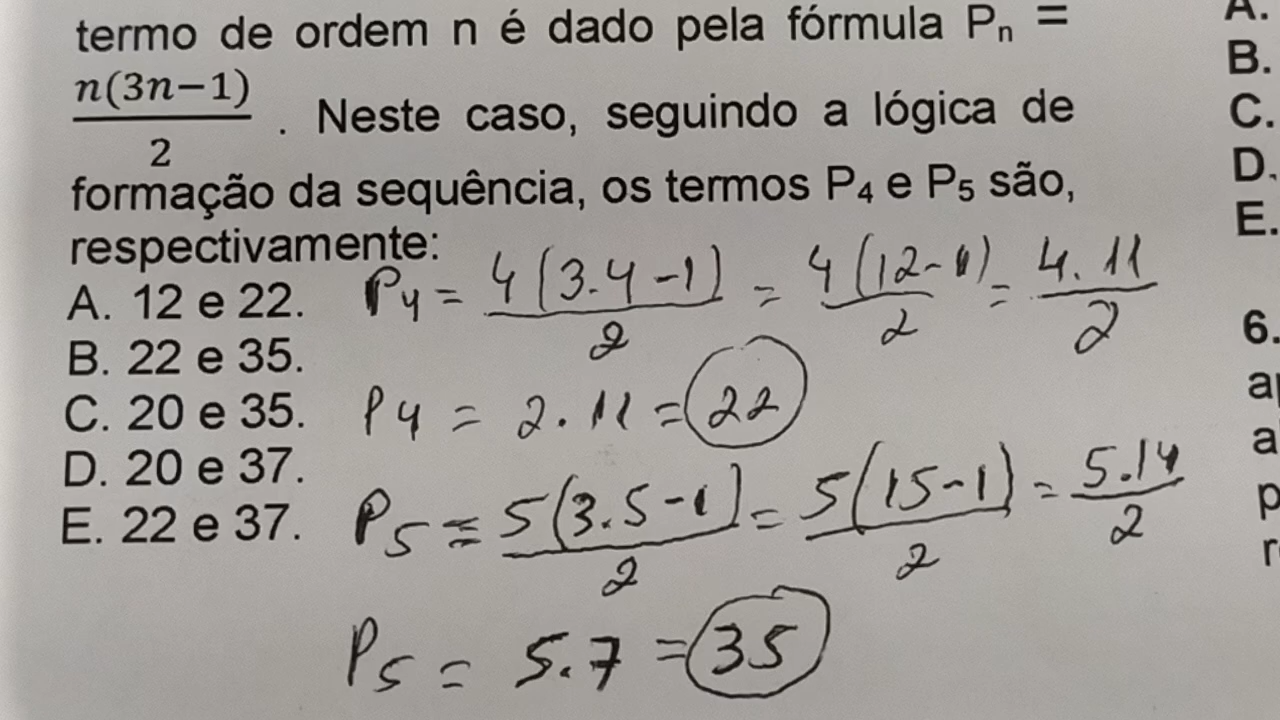 termo de ordem n é dado pela fórmula Pₙ =
n(3n−1)/2 . Neste caso, seguindo a lógica de
formação da sequência, os termos P₄ e P₅ são,
respectivamente:
A. 12 e 22.
B. 22 e 35.
C. 20 e 35.
D. 20 e 37.
E. 22 e 37.
P₄ = 4(3.4-1)/2 = 4(12-1)/2 = 4.11/2
P₄ = 2.11 = 22
P₅ = 5(3.5-1)/2 = 5(15-1)/2 = 5.14/2
P₅ = 5.7 = 35
A.
B.
C.
D.
E.
6.
a
p